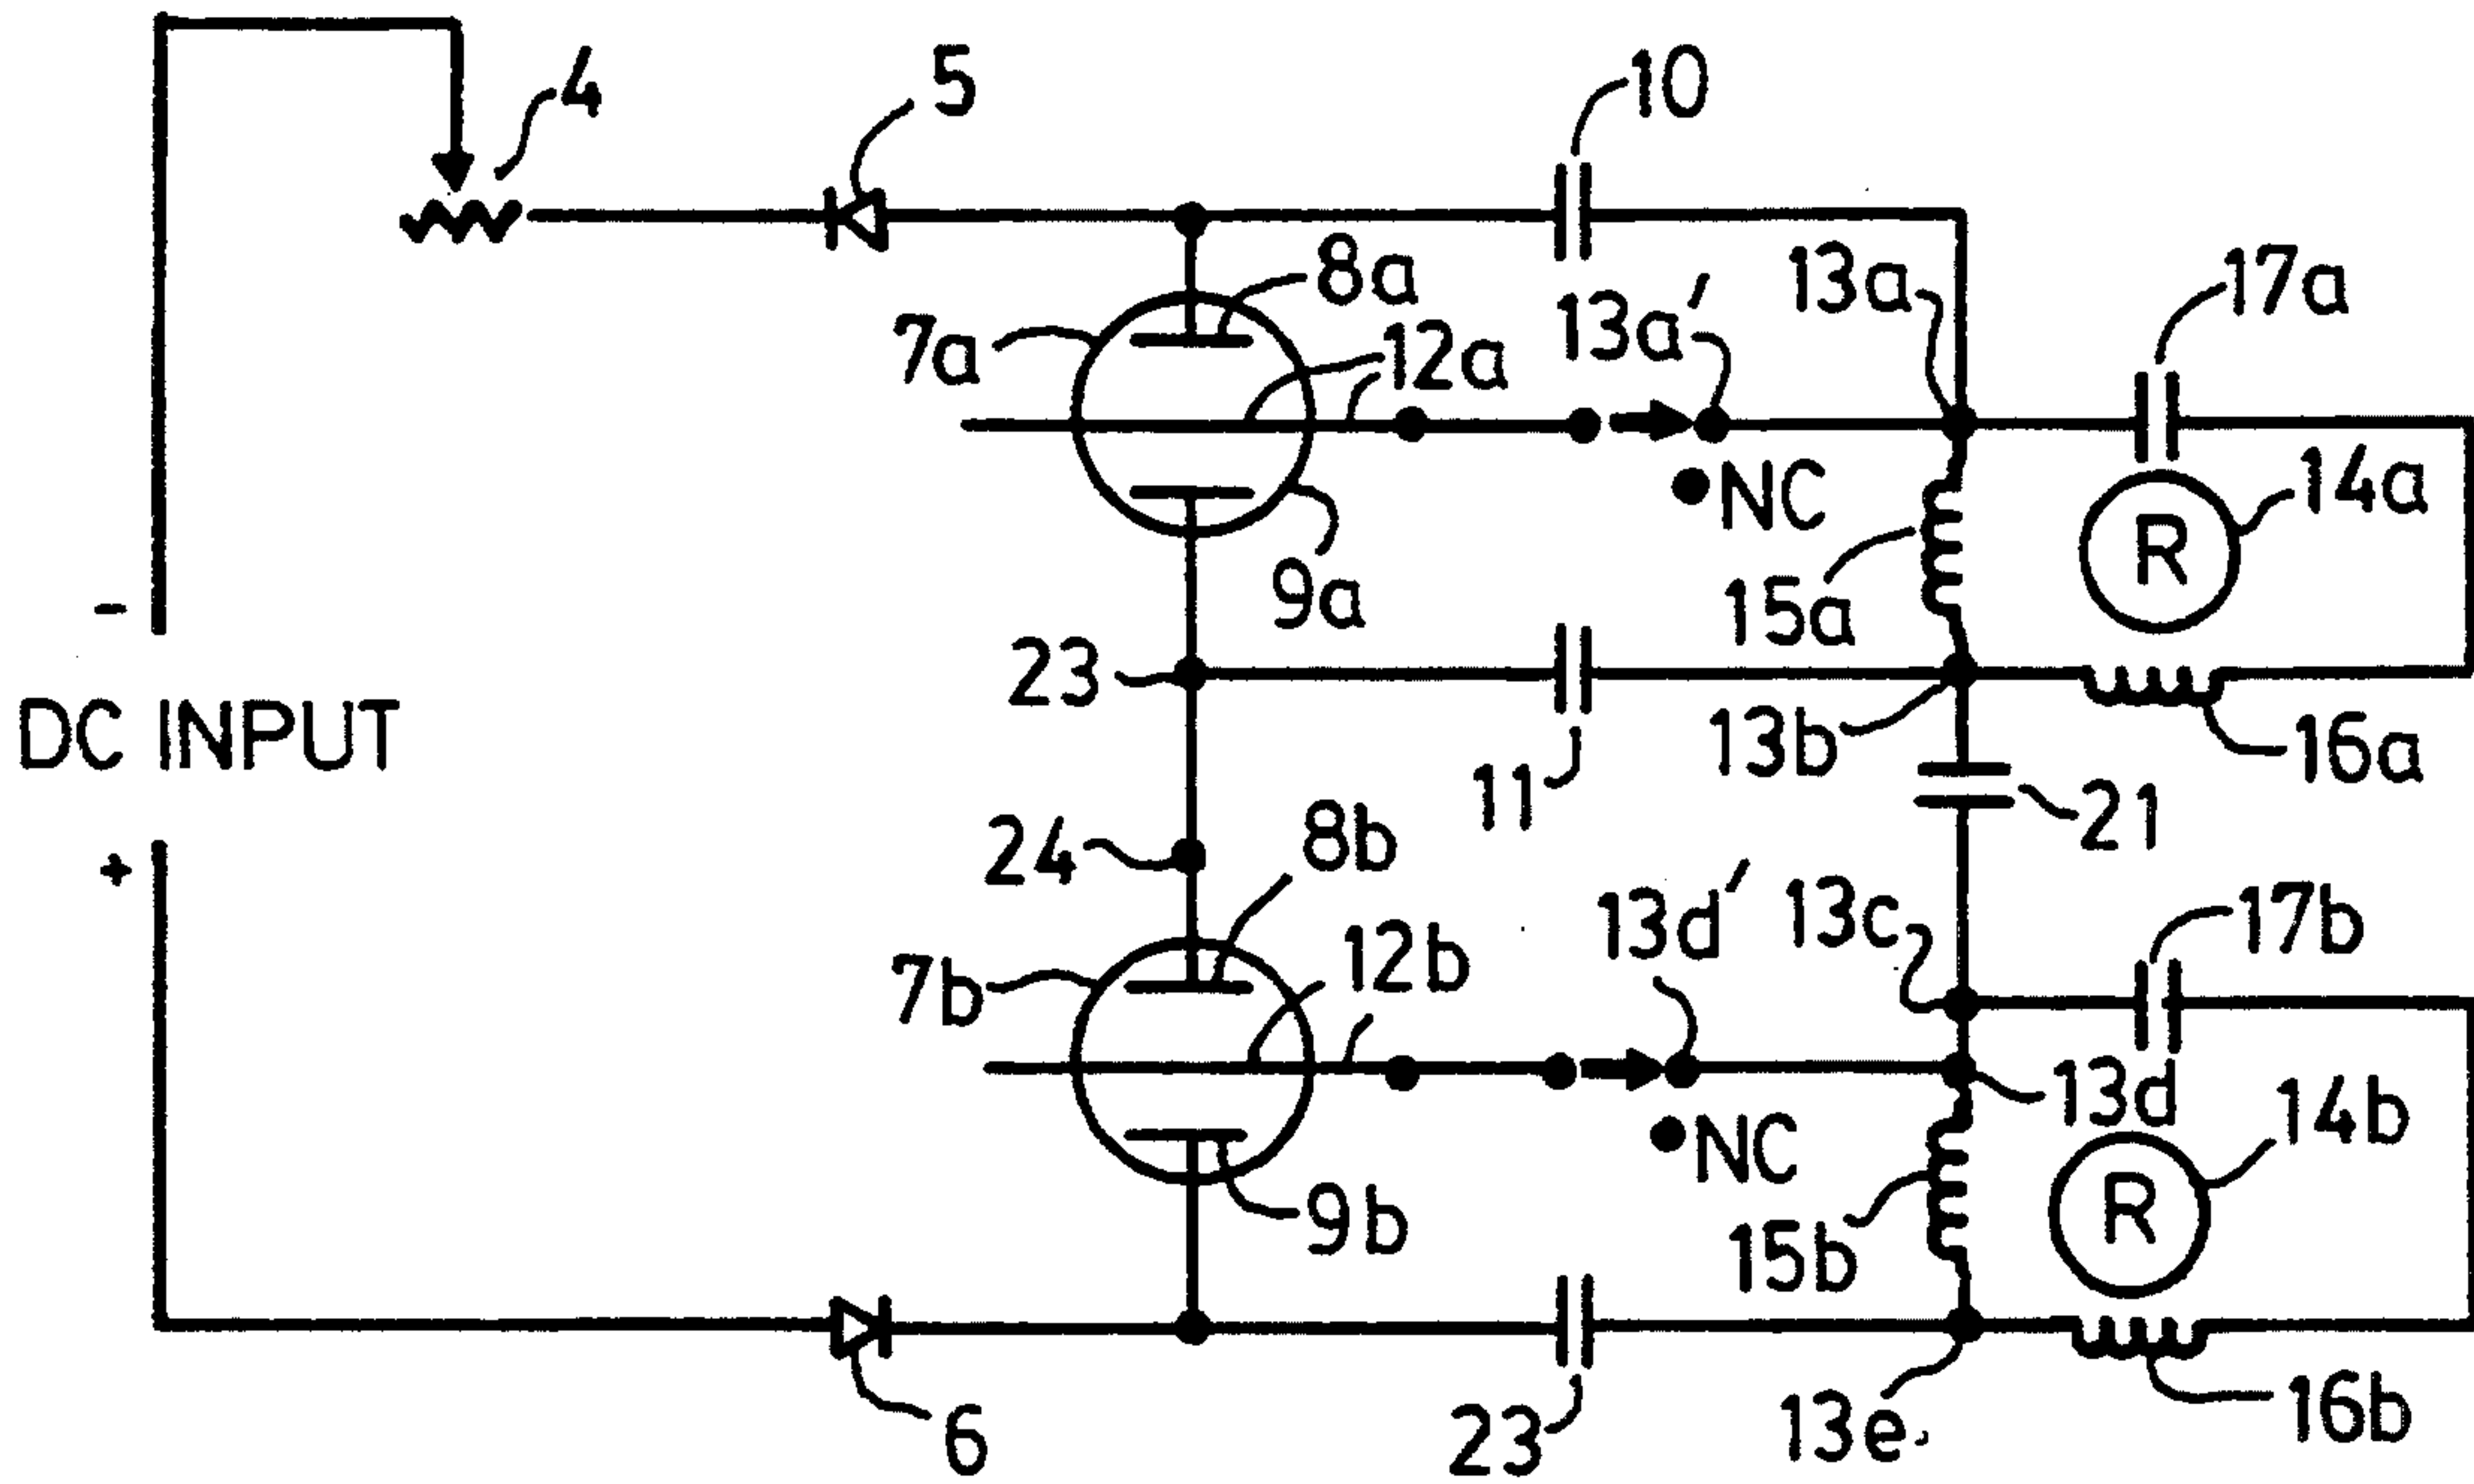 4
5
10
8a
13a
17a
13a′
7a
12a
NC
14a
R
15a
9a
-
23
DC INPUT
13b
16a
11
21
+
24
8b
13d′
13c
17b
12b
7b
13d
14b
NC
R
9b
15b
6
23
13e
16b